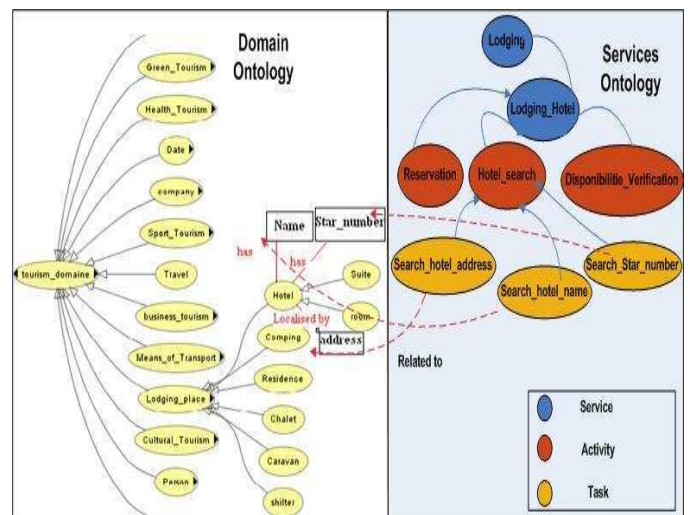 Domain
Ontology
Green_Tourism
Health_Tourism
Date
company
Sport_Tourism
tourism_domaine
Travel
business_tourism
Means_of_Transport
Lodging_place
Cultural_Tourism
Person
Name
Star_number
has
has
Hotel
Suite
room
Localised by
address
Comping
Residence
Chalet
Caravan
shilter
Services
Ontology
Lodging
Lodging_Hotel
Reservation
Hotel_search
Disponibilitie_Verification
Search_hotel_address
Search_hotel_name
Search_Star_number
Related to
Service
Activity
Task